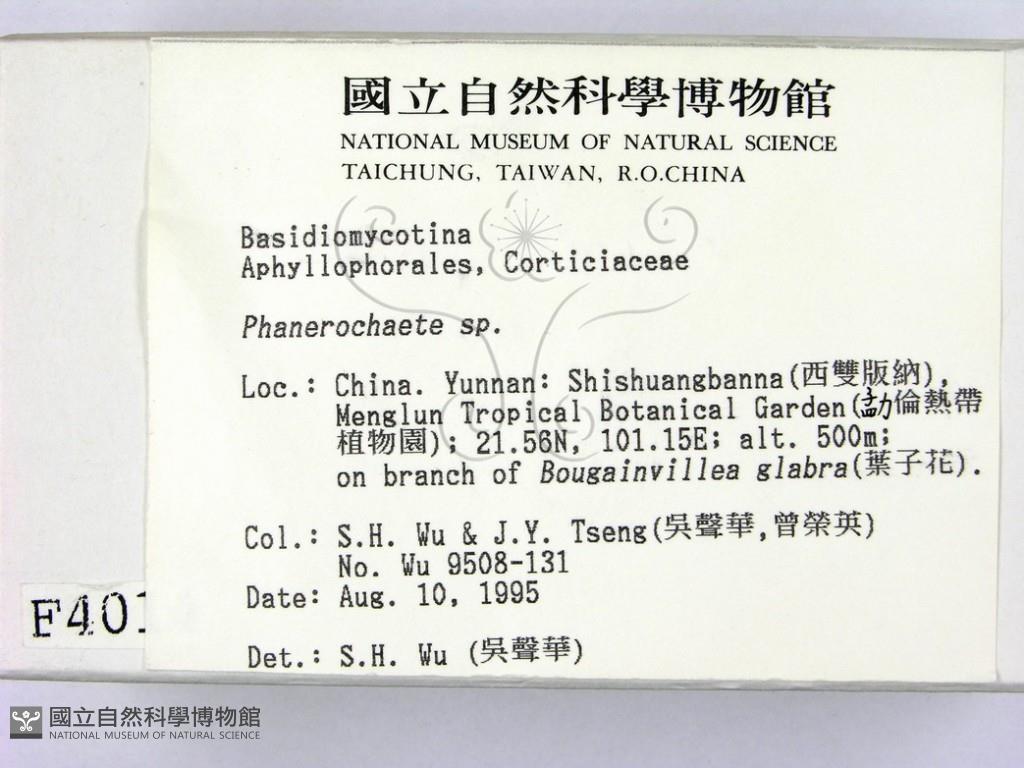 國立自然科學博物館
NATIONAL MUSEUM OF NATURAL SCIENCE
TAICHUNG, TAIWAN, R.O.CHINA
Basidiomycotina
Aphyllophorales, Corticiaceae
Phanerochaete sp.
Loc.: China. Yunnan: Shishuangbanna(西雙版納),
Menglun Tropical Botanical Garden(勐倫熱帶
植物園); 21.56N, 101.15E; alt. 500m;
on branch of Bougainvillea glabra(葉子花).
Col.: S.H. Wu & J.Y. Tseng(吳聲華,曾榮英)
No. Wu 9508-131
Date: Aug. 10, 1995
Det.: S.H. Wu (吳聲華)
國立自然科學博物館
NATIONAL MUSEUM OF NATURAL SCIENCE